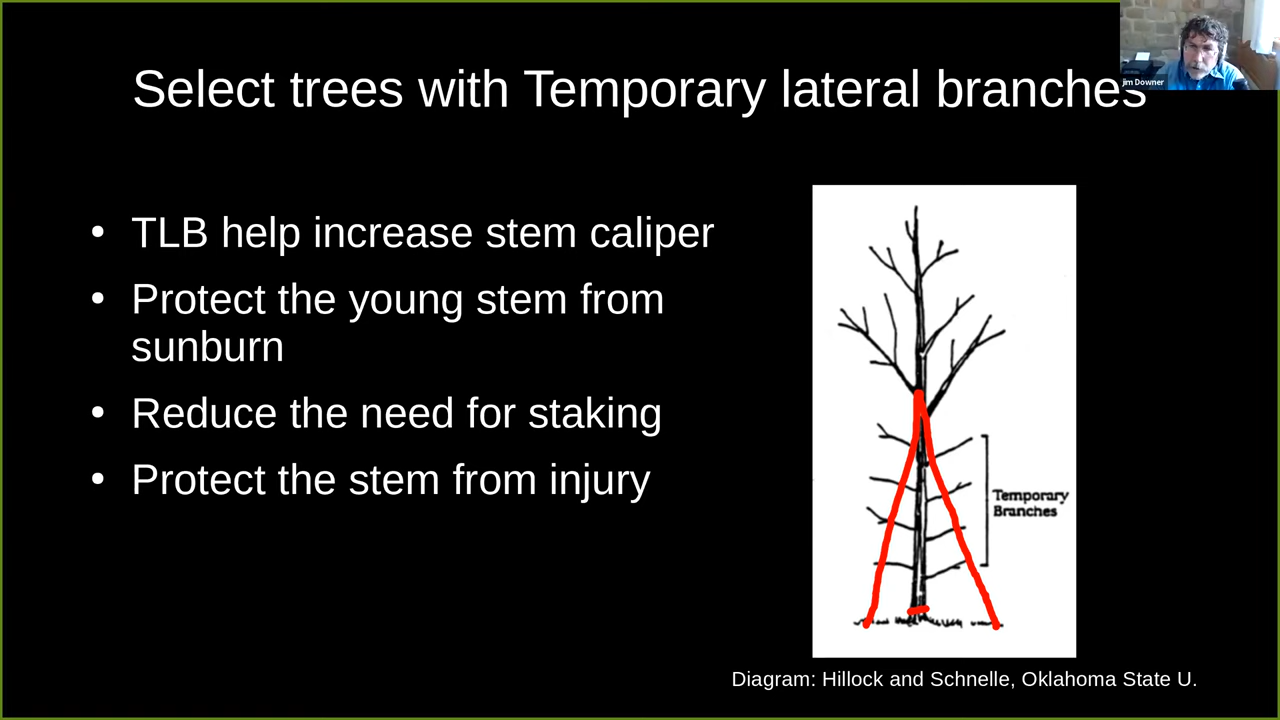 Jim Downer
Select trees with Temporary lateral branches
• TLB help increase stem caliper
• Protect the young stem from
sunburn
• Reduce the need for staking
• Protect the stem from injury
Temporary
Branches
Diagram: Hillock and Schnelle, Oklahoma State U.